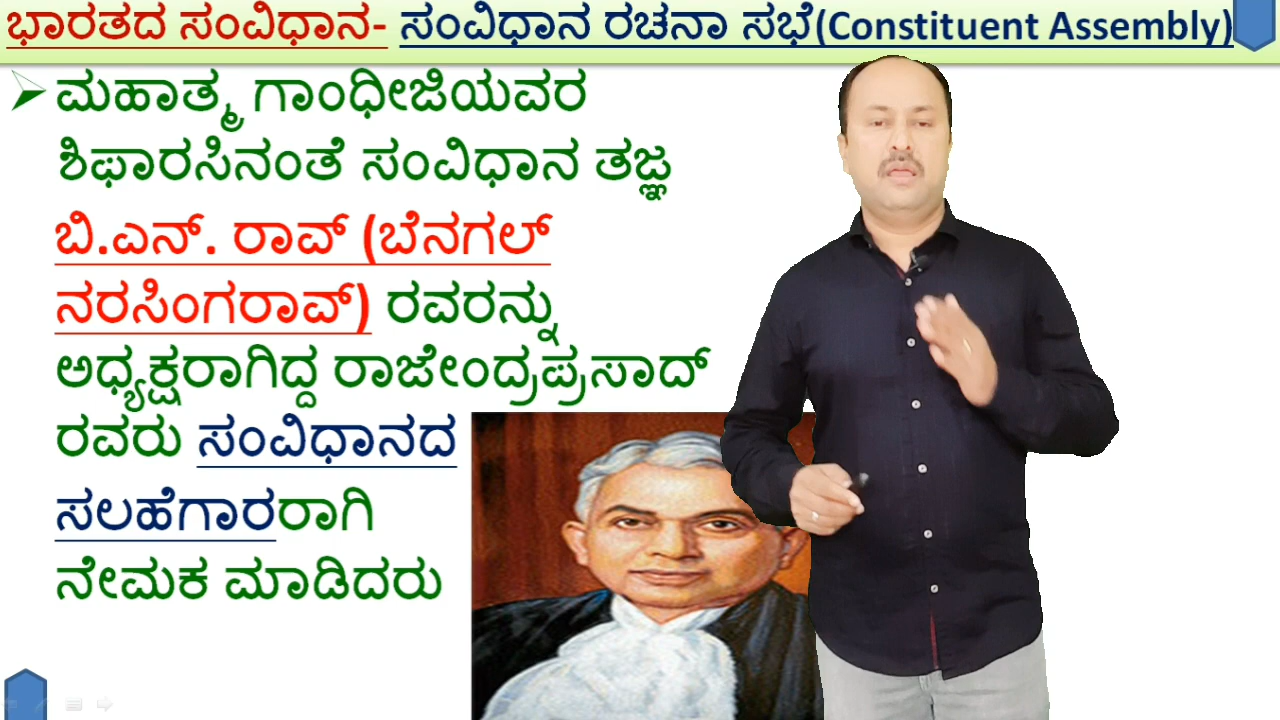 ಭಾರತದ ಸಂವಿಧಾನ- ಸಂವಿಧಾನ ರಚನಾ ಸಭೆ(Constituent Assembly)
ಮಹಾತ್ಮ ಗಾಂಧೀಜಿಯವರ
ಶಿಫಾರಸಿನಂತೆ ಸಂವಿಧಾನ ತಜ್ಞ
ಬಿ.ಎನ್. ರಾವ್ (ಬೆನಗಲ್
ನರಸಿಂಗರಾವ್) ರವರನ್ನು
ಅಧ್ಯಕ್ಷರಾಗಿದ್ದ ರಾಜೇಂದ್ರಪ್ರಸಾದ್
ರವರು ಸಂವಿಧಾನದ
ಸಲಹೆಗಾರರಾಗಿ
ನೇಮಕ ಮಾಡಿದರು